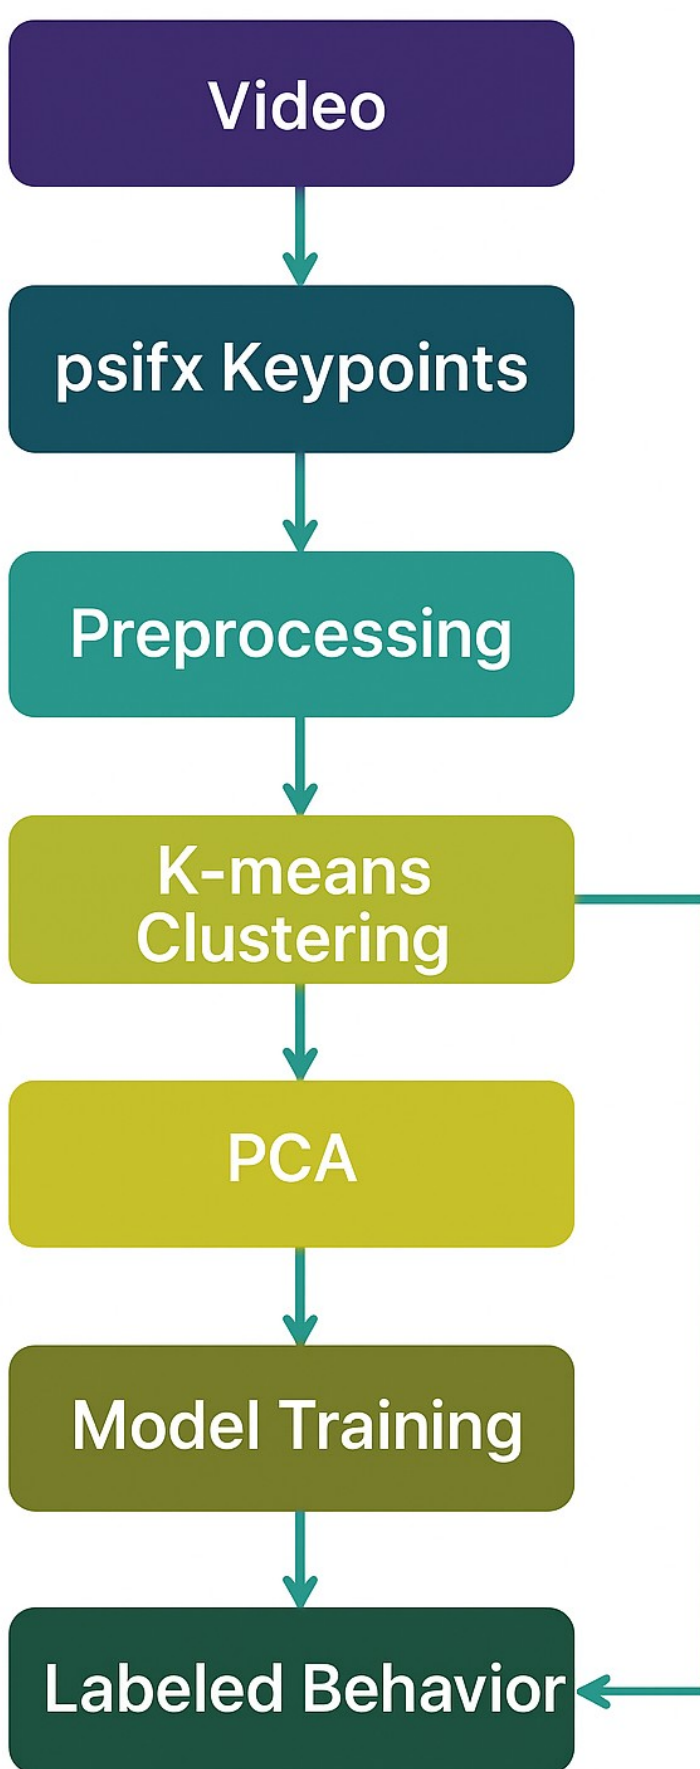 Video
psifx Keypoints
Preprocessing
K-means
Clustering
PCA
Model Training
Labeled Behavior